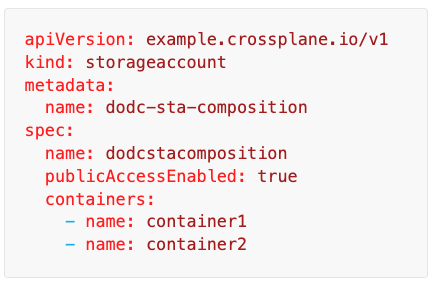 apiVersion: example.crossplane.io/v1
kind: storageaccount
metadata:
  name: dodc-sta-composition
spec:
  name: dodcstacomposition
  publicAccessEnabled: true
  containers:
    - name: container1
    - name: container2